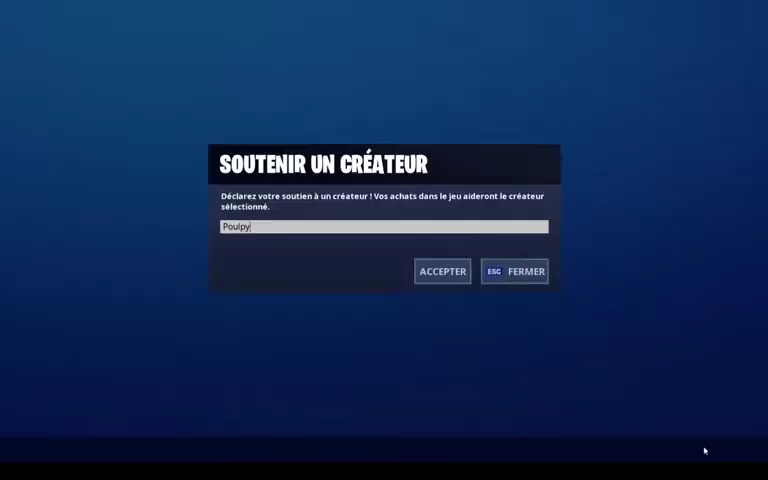 SOUTENIR UN CRÉATEUR
Déclarez votre soutien à un créateur ! Vos achats dans le jeu aideront le créateur
sélectionné.
Poulpy
ACCEPTER
ESC FERMER